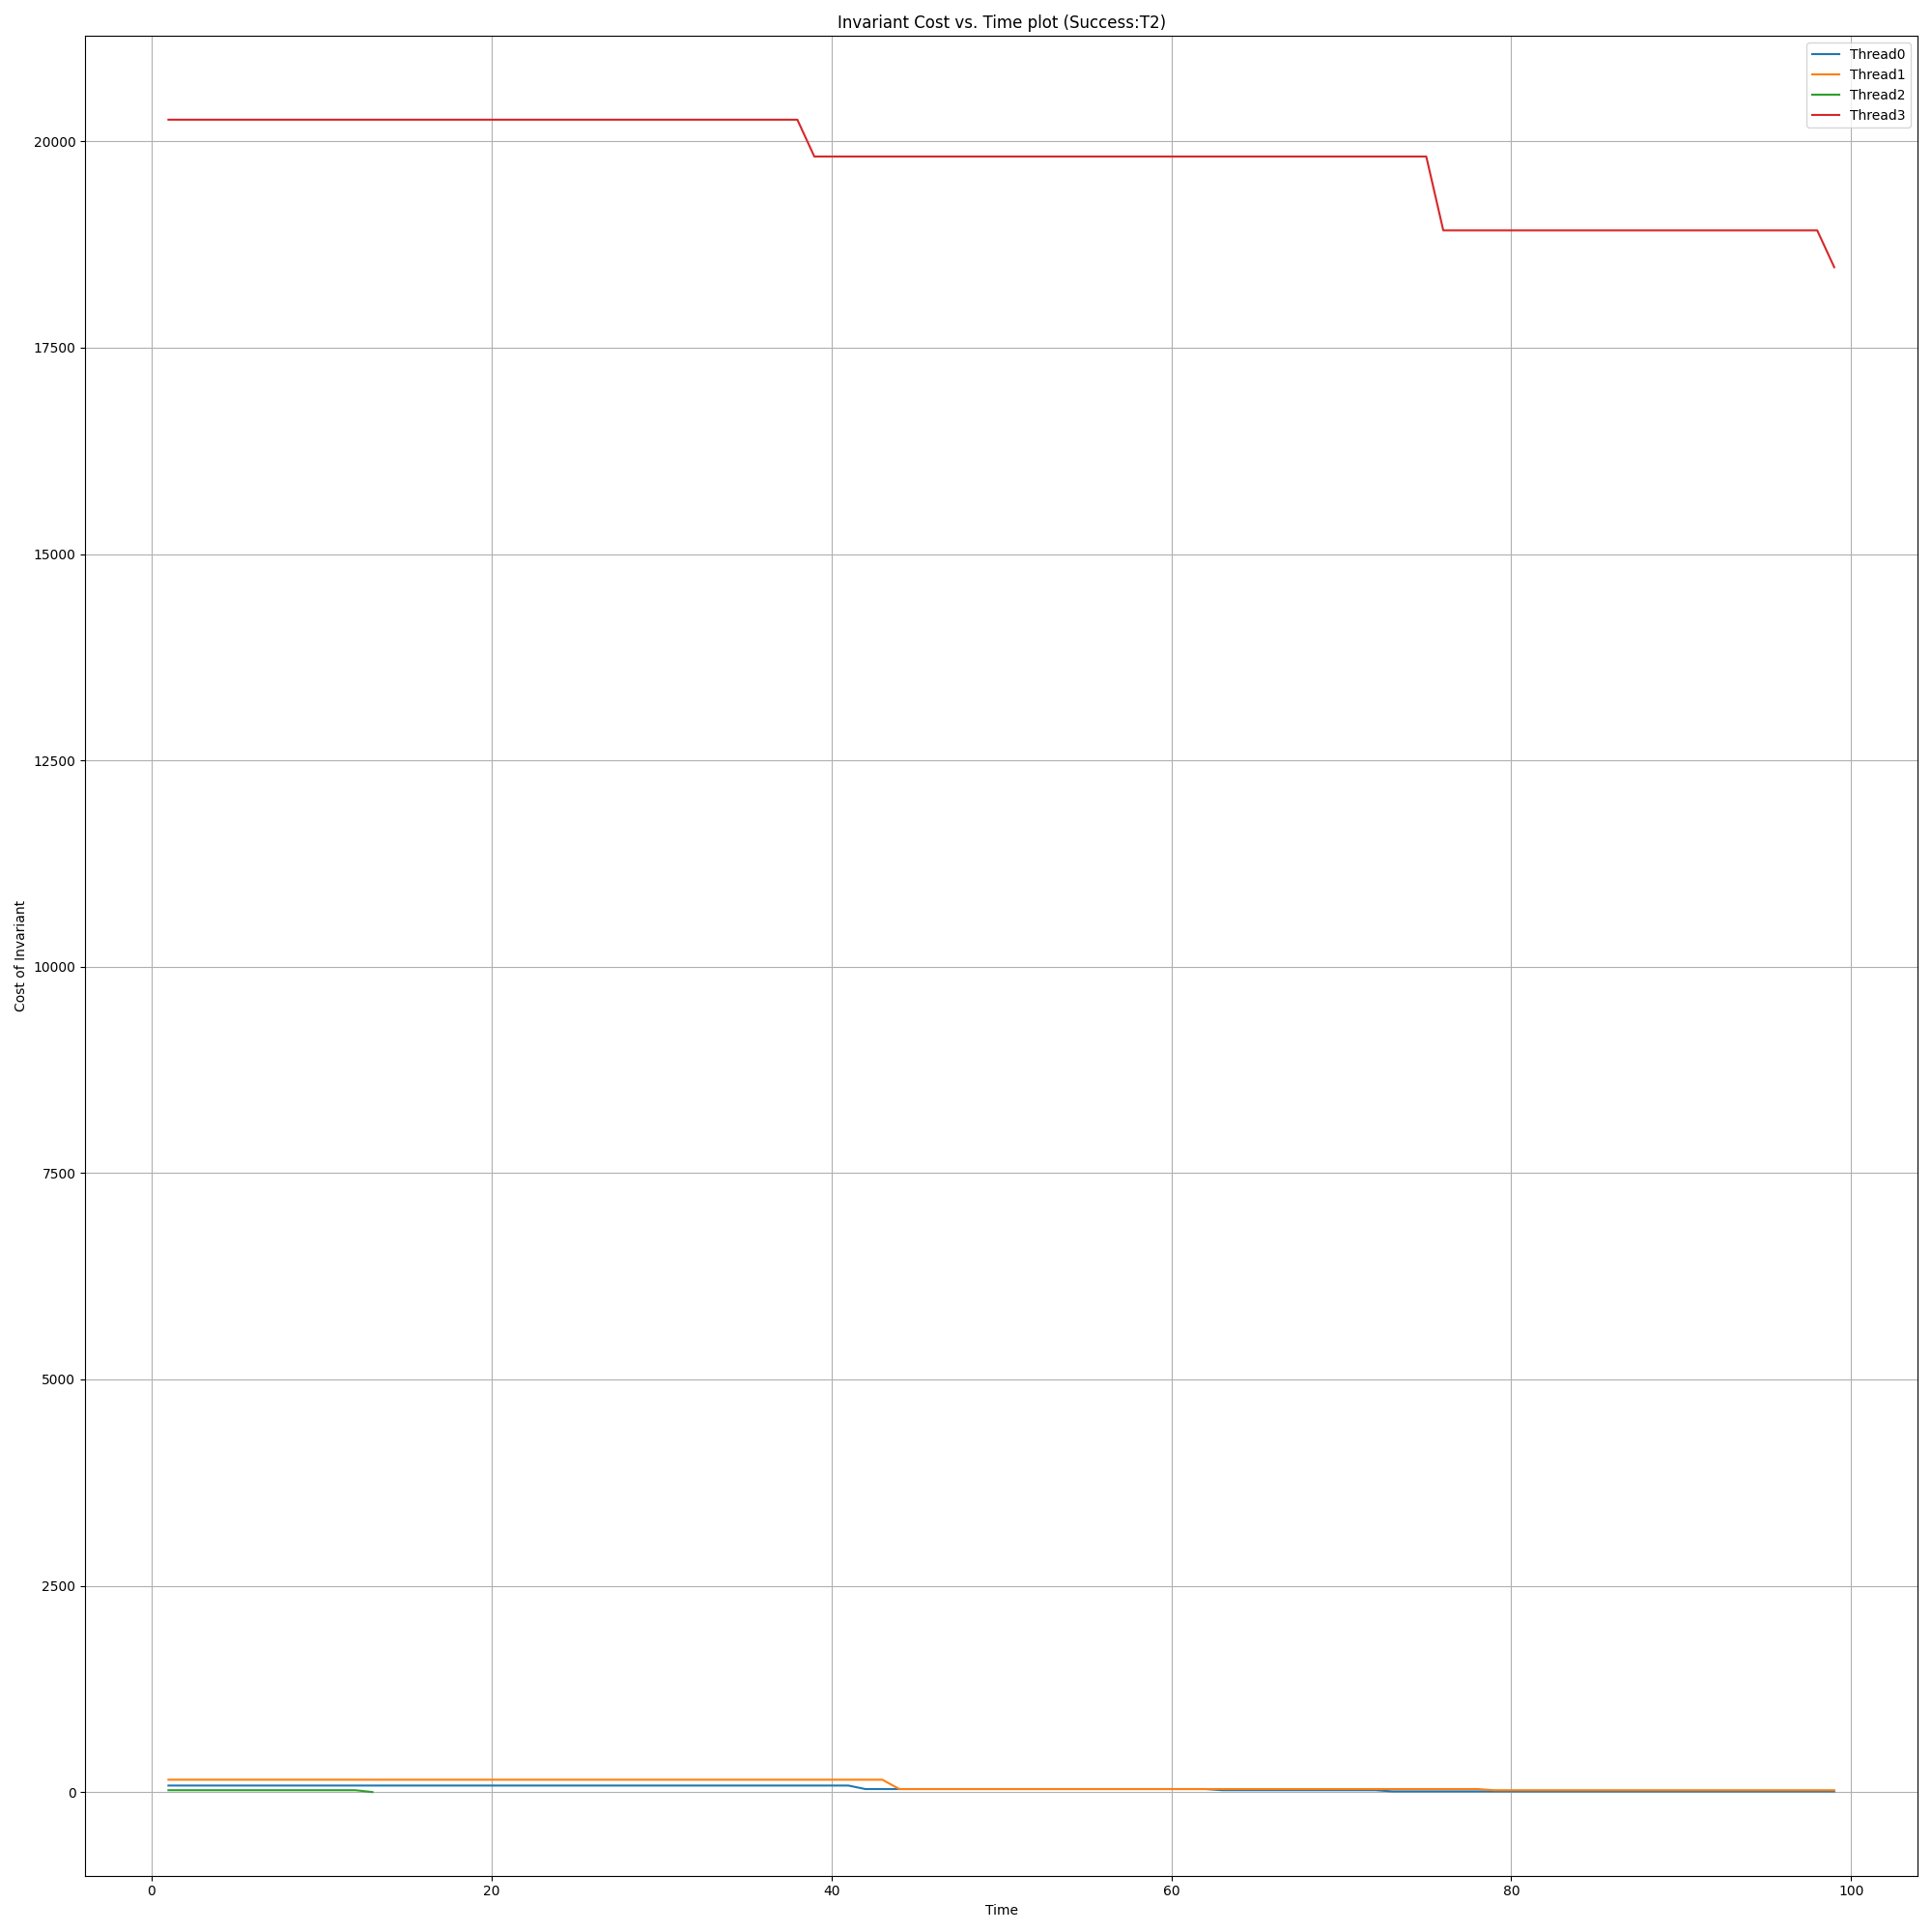 Invariant Cost vs. Time plot (Success:T2)
Thread0
Thread1
Thread2
Thread3
20000
17500
15000
12500
10000
7500
5000
2500
0
Cost of Invariant
0 20 40 60 80 100
Time